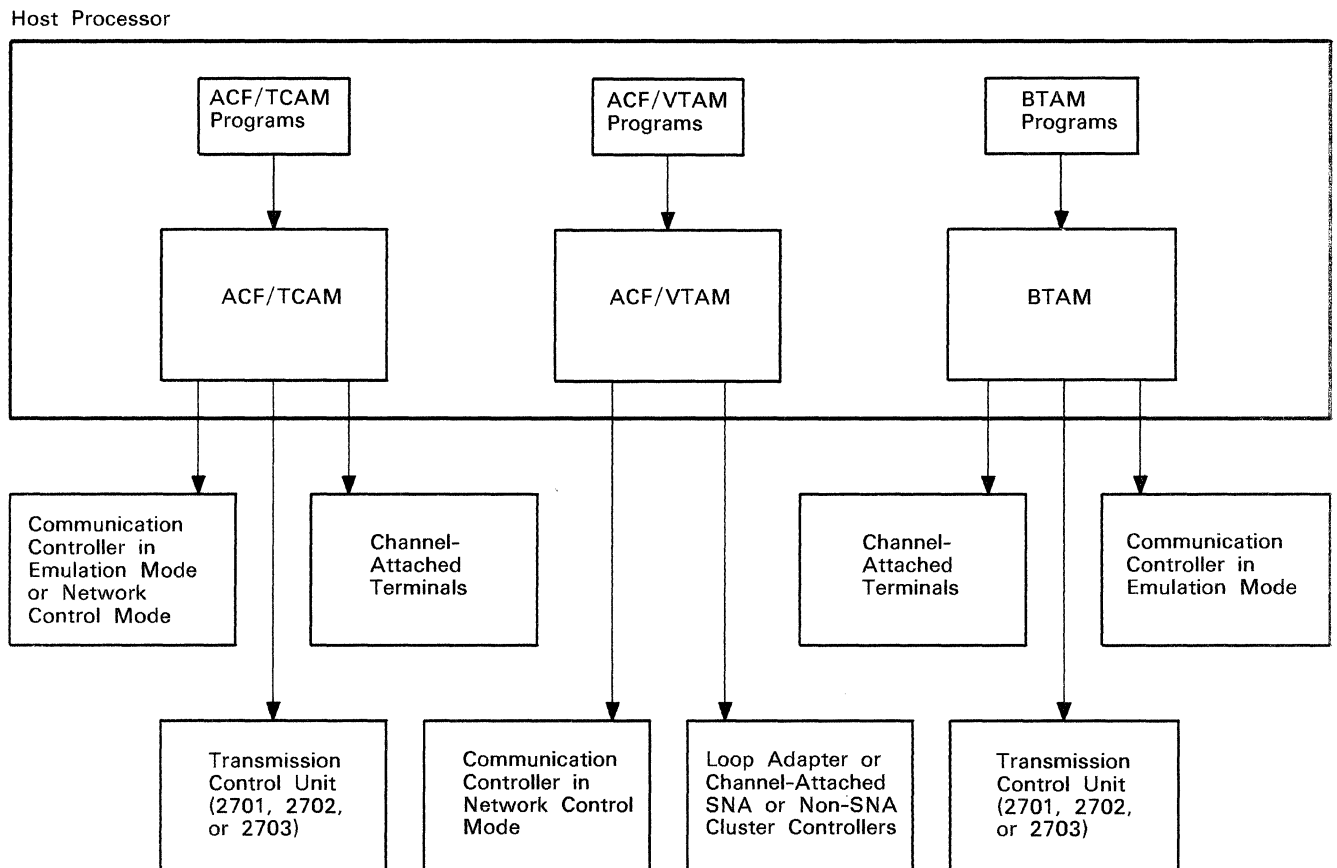 Host Processor
ACF/TCAM
Programs
ACF/VTAM
Programs
BTAM
Programs
ACF/TCAM
ACF/VTAM
BTAM
Communication
Controller in
Emulation Mode
or Network
Control Mode
Channel-
Attached
Terminals
Channel-
Attached
Terminals
Communication
Controller in
Emulation Mode
Transmission
Control Unit
(2701, 2702,
or 2703)
Communication
Controller in
Network Control
Mode
Loop Adapter or
Channel-Attached
SNA or Non-SNA
Cluster Controllers
Transmission
Control Unit
(2701, 2702,
or 2703)